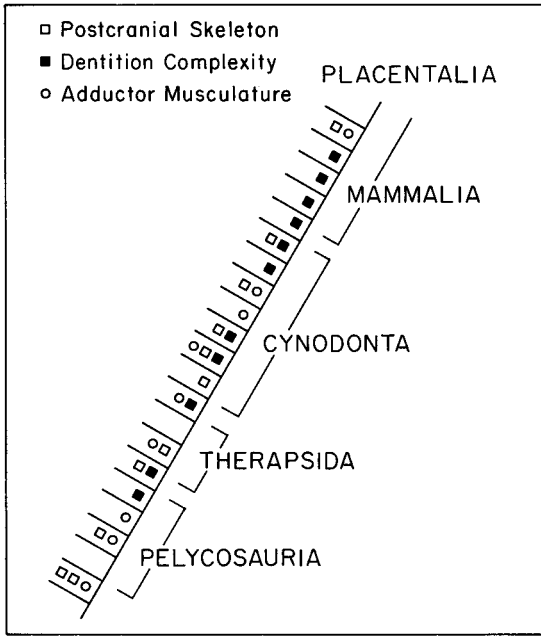 Postcranial Skeleton
Dentition Complexity
Adductor Musculature
PLACENTALIA
MAMMALIA
CYNODONTA
THERAPSIDA
PELYCOSAURIA